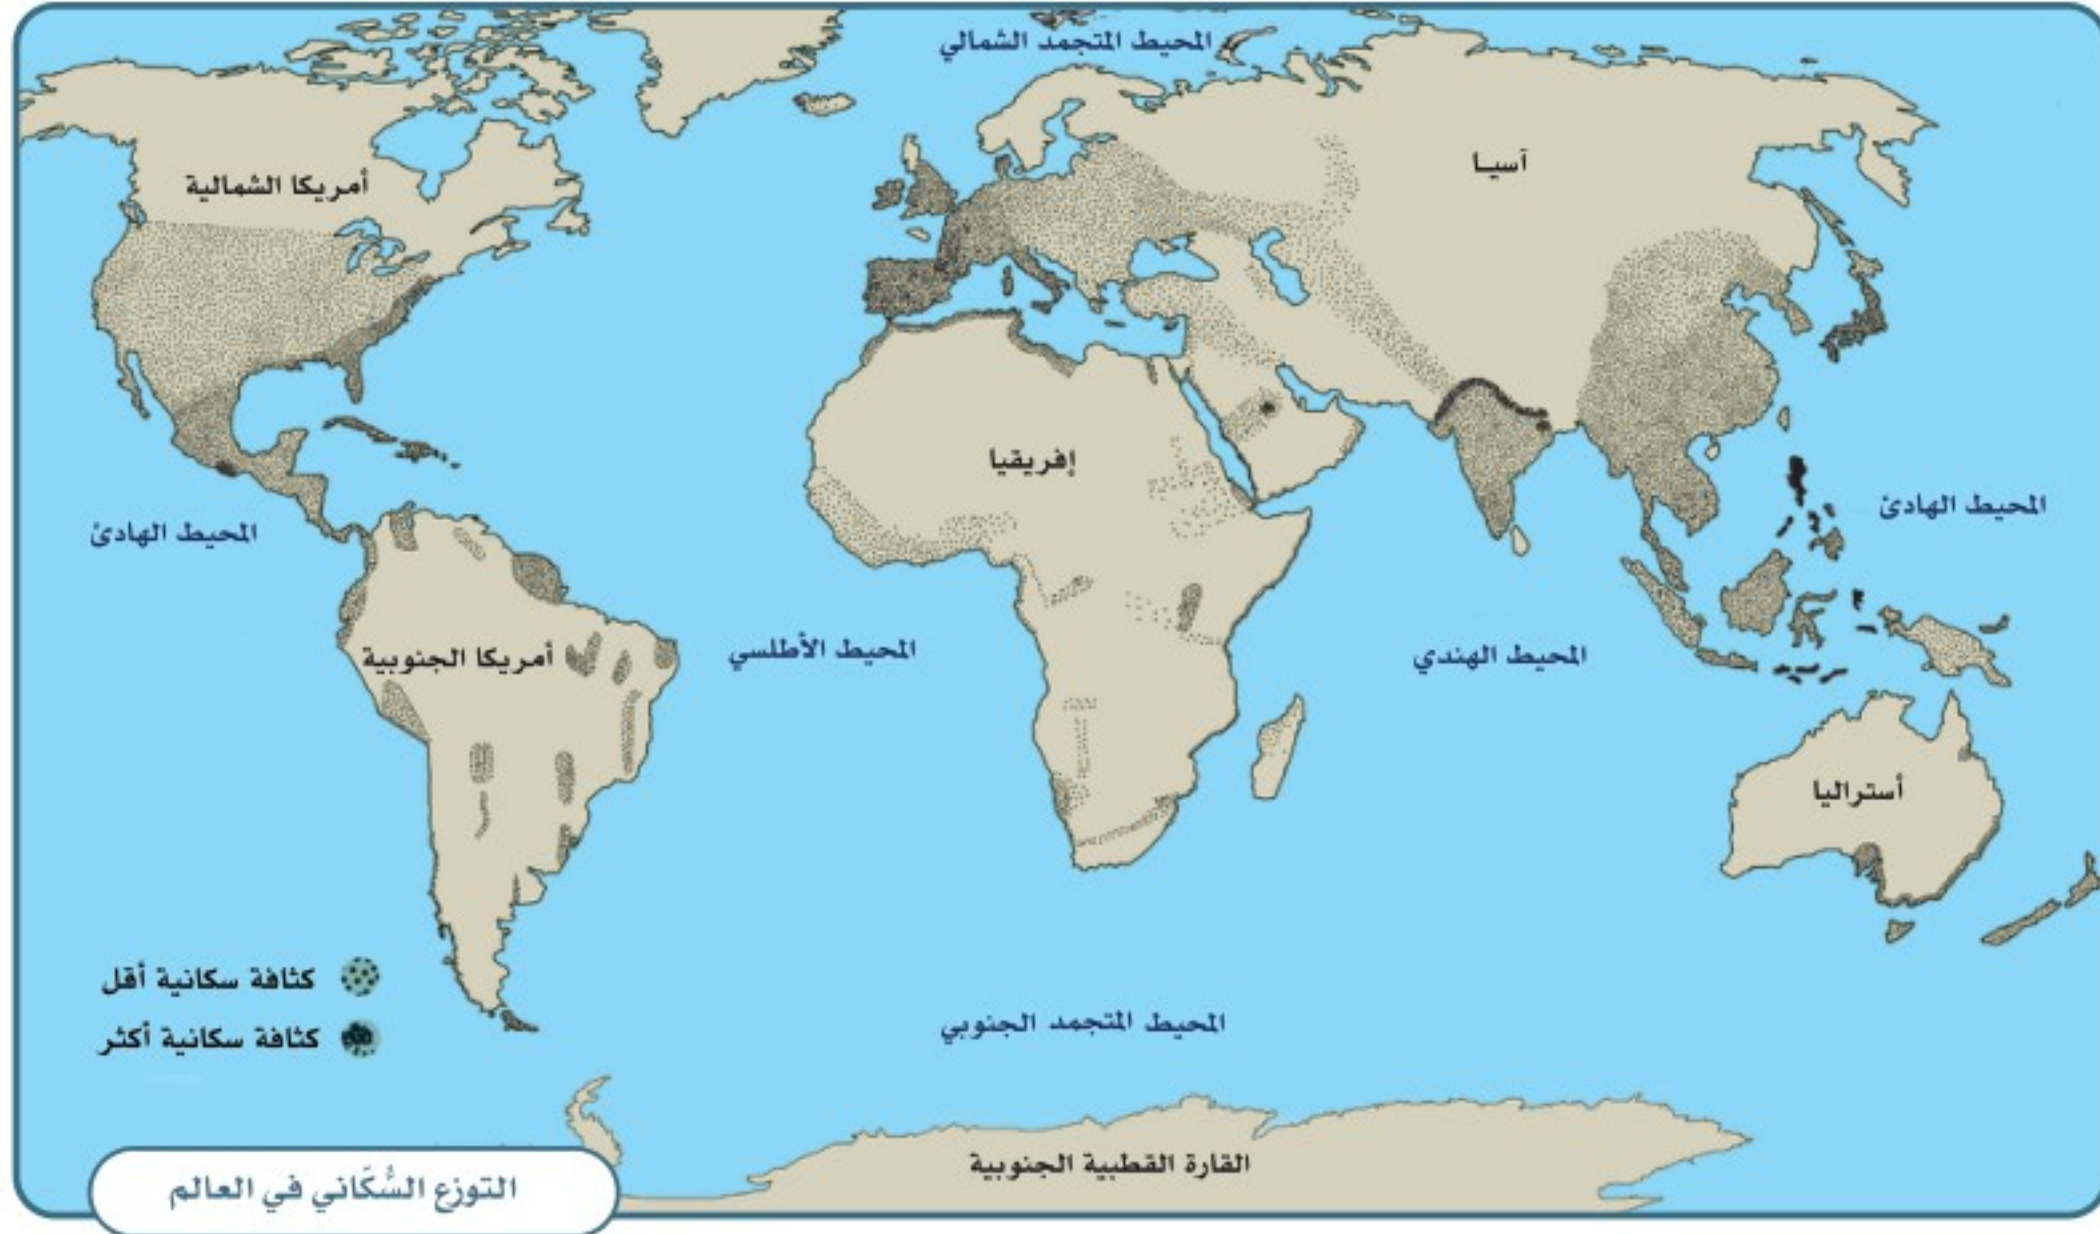 المحيط المتجمد الشمالي
آسيا
أمريكا الشمالية
إفريقيا
المحيط الهادئ
المحيط الهادئ
المحيط الهندي
المحيط الأطلسي
أمريكا الجنوبية
أستراليا
كثافة سكانية أقل
كثافة سكانية أكثر
المحيط المتجمد الجنوبي
القارة القطبية الجنوبية
التوزع السُّكَّاني في العالم